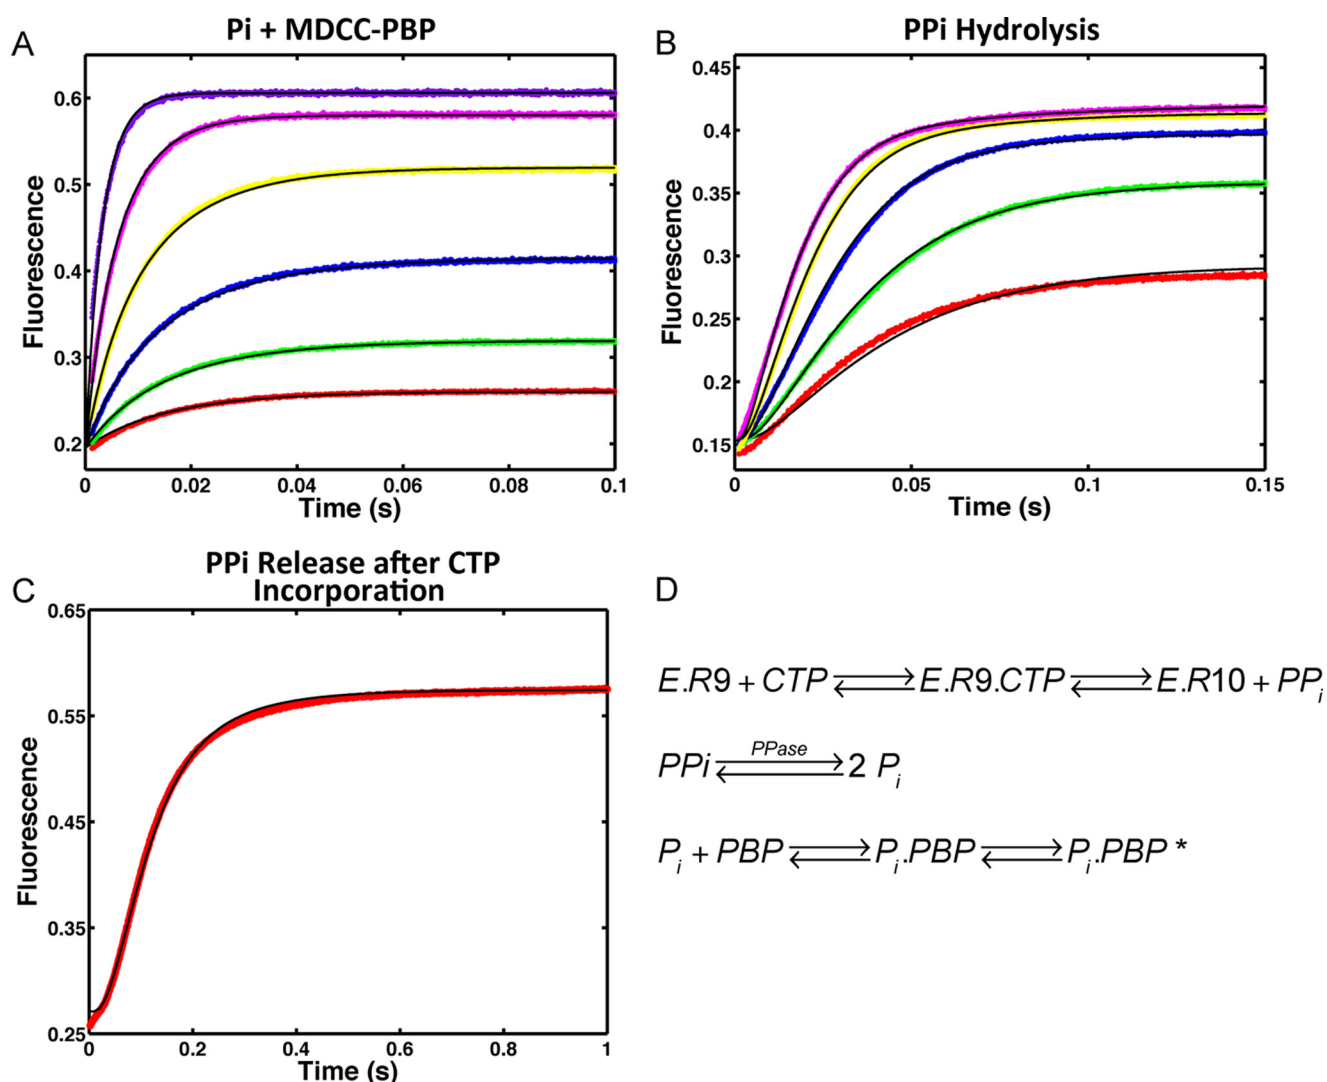 A
Pi + MDCC-PBP
Fluorescence
0.6
0.5
0.4
0.3
0.2
0
0.02
0.04
0.06
0.08
0.1
Time (s)
B
PPi Hydrolysis
Fluorescence
0.45
0.4
0.35
0.3
0.25
0.2
0.15
0
0.05
0.1
0.15
Time (s)
C
PPi Release after CTP
Incorporation
Fluorescence
0.65
0.55
0.45
0.35
0.25
0
0.2
0.4
0.6
0.8
1
Time (s)
D
E.R9 + CTP ⇌ E.R9.CTP ⇌ E.R10 + PPi
PPase
PPi ⇌ 2 Pi
Pi + PBP ⇌ Pi.PBP ⇌ Pi.PBP *